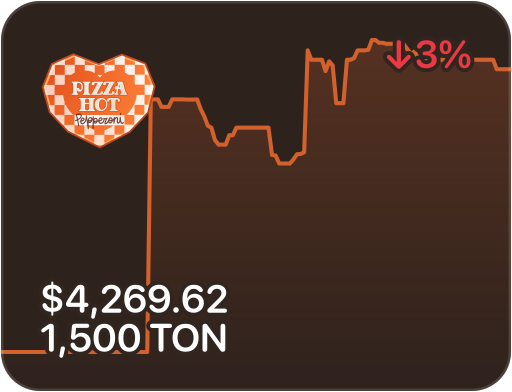 ↓3%
PIZZA
HOT
Pepperoni
$4,269.62
1,500 TON